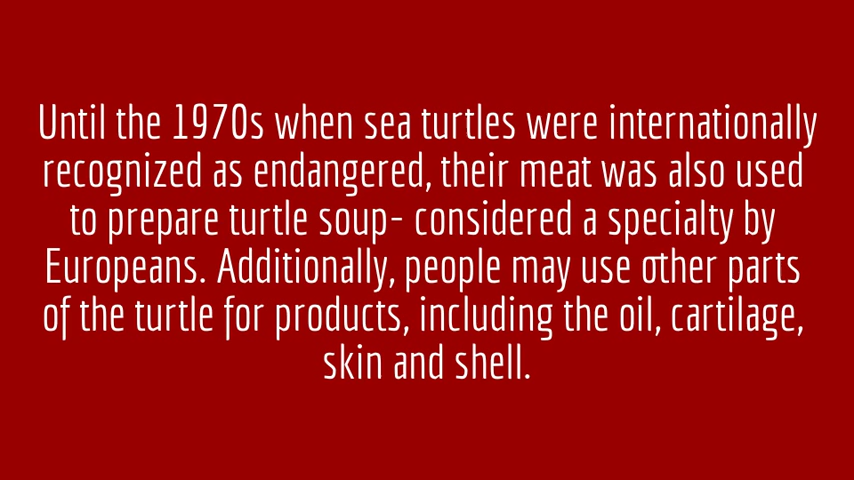 Until the 1970s when sea turtles were internationally
recognized as endangered, their meat was also used
to prepare turtle soup- considered a specialty by
Europeans. Additionally, people may use other parts
of the turtle for products, including the oil, cartilage,
skin and shell.